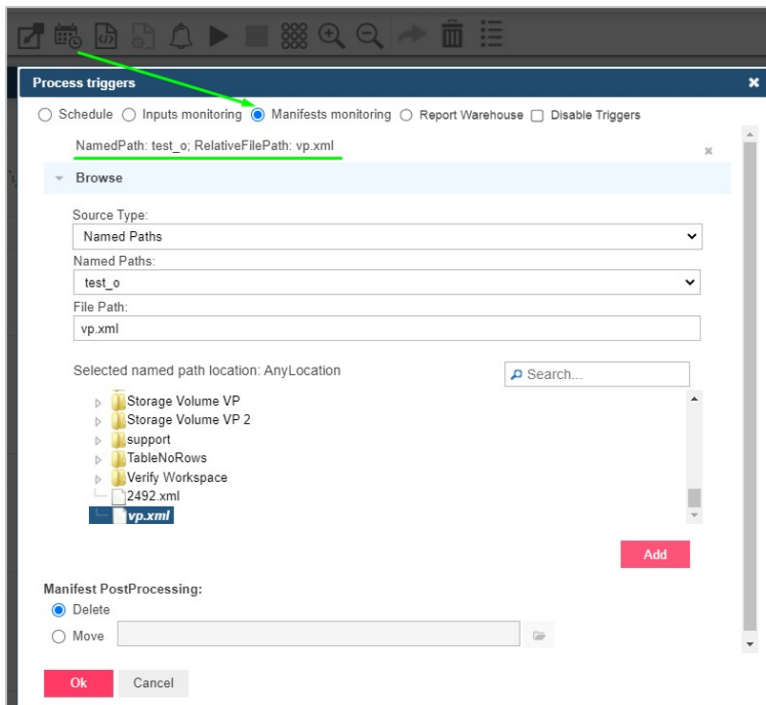 Process triggers
Schedule Inputs monitoring Manifests monitoring Report Warehouse Disable Triggers
NamedPath: test_o; RelativeFilePath: vp.xml
Browse
Source Type:
Named Paths
Named Paths:
test_o
File Path:
vp.xml
Selected named path location: AnyLocation
Search...
Storage Volume VP
Storage Volume VP 2
support
TableNoRows
Verify Workspace
2492.xml
vp.xml
Add
Manifest PostProcessing:
Delete
Move
Ok Cancel